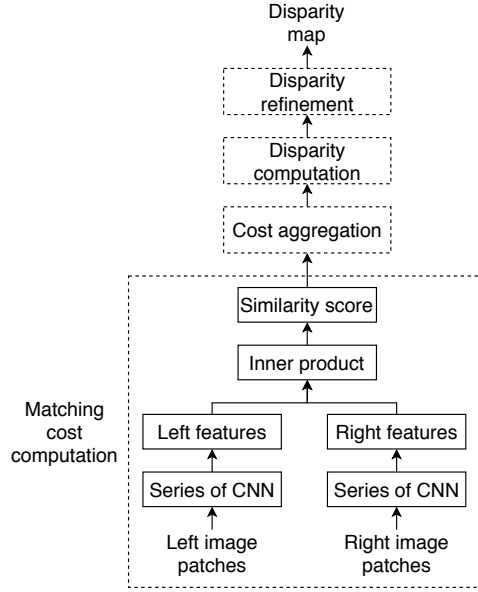 Disparity
map
Disparity
refinement
Disparity
computation
Cost aggregation
Similarity score
Inner product
Matching
cost
computation
Left features
Right features
Series of CNN
Series of CNN
Left image
patches
Right image
patches